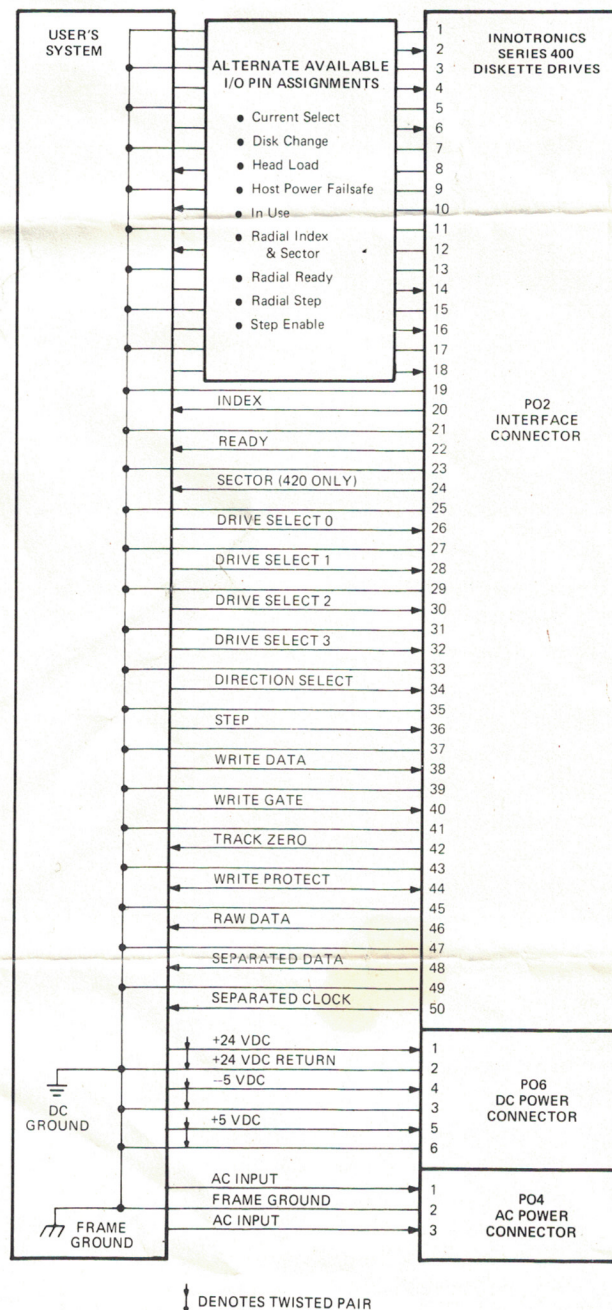 USER'S
SYSTEM
ALTERNATE AVAILABLE
I/O PIN ASSIGNMENTS
● Current Select
● Disk Change
● Head Load
● Host Power Failsafe
● In Use
● Radial Index
& Sector
● Radial Ready
● Radial Step
● Step Enable
INNOTRONICS
SERIES 400
DISKETTE DRIVES
1
2
3
4
5
6
7
8
9
10
11
12
13
14
15
16
17
18
19
INDEX 20
21
READY 22
23
SECTOR (420 ONLY) 24
25
DRIVE SELECT 0 26
27
DRIVE SELECT 1 28
29
DRIVE SELECT 2 30
31
DRIVE SELECT 3 32
33
DIRECTION SELECT 34
35
STEP 36
37
WRITE DATA 38
39
WRITE GATE 40
41
TRACK ZERO 42
43
WRITE PROTECT 44
45
RAW DATA 46
47
SEPARATED DATA 48
49
SEPARATED CLOCK 50
PO2
INTERFACE
CONNECTOR
+24 VDC 1
+24 VDC RETURN 2
–5 VDC 4
3
+5 VDC 5
6
DC
GROUND
PO6
DC POWER
CONNECTOR
AC INPUT 1
FRAME GROUND 2
AC INPUT 3
FRAME
GROUND
PO4
AC POWER
CONNECTOR
DENOTES TWISTED PAIR